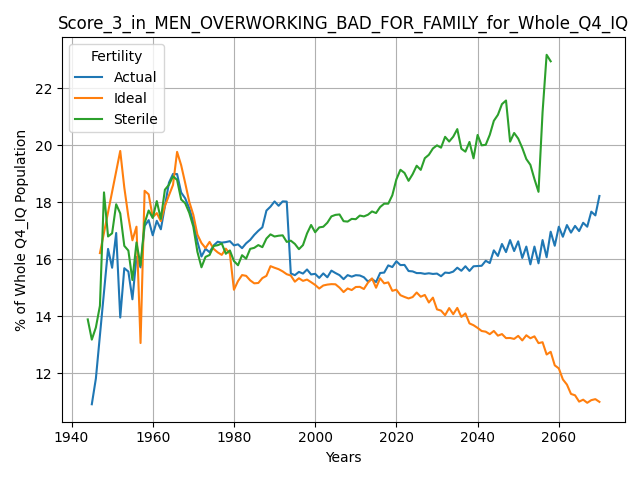 Score_3_in_MEN_OVERWORKING_BAD_FOR_FAMILY_for_Whole_Q4_IQ
Fertility
Actual
Ideal
Sterile
% of Whole Q4_IQ Population
22
20
18
16
14
12
1940 1960 1980 2000 2020 2040 2060
Years